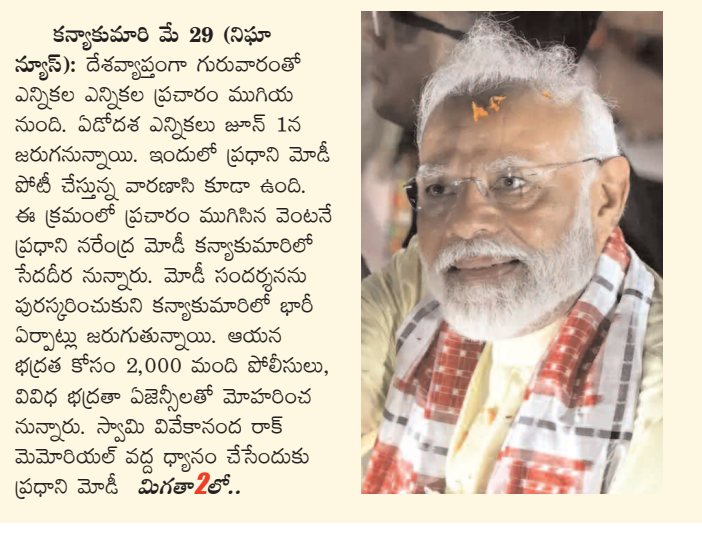 కన్యాకుమారి మే 29 (నిఘా
న్యూస్): దేశవ్యాప్తంగా గురువారంతో
ఎన్నికల ఎన్నికల ప్రచారం ముగియ
నుంది. ఏడోదశ ఎన్నికలు జూన్ 1న
జరుగనున్నాయి. ఇందులో ప్రధాని మోడీ
పోటీ చేస్తున్న వారణాసి కూడా ఉంది.
ఈ క్రమంలో ప్రచారం ముగిసిన వెంటనే
ప్రధాని నరేంద్ర మోడీ కన్యాకుమారిలో
సేదదీర నున్నారు. మోడీ సందర్శనను
పురస్కరించుకుని కన్యాకుమారిలో భారీ
ఏర్పాట్లు జరుగుతున్నాయి. ఆయన
భద్రత కోసం 2,000 మంది పోలీసులు,
వివిధ భద్రతా ఏజెన్సీలతో మోహరించ
నున్నారు. స్వామి వివేకానంద రాక్
మెమోరియల్ వద్ద ధ్యానం చేసేందుకు
ప్రధాని మోడీ మిగతా2లో..